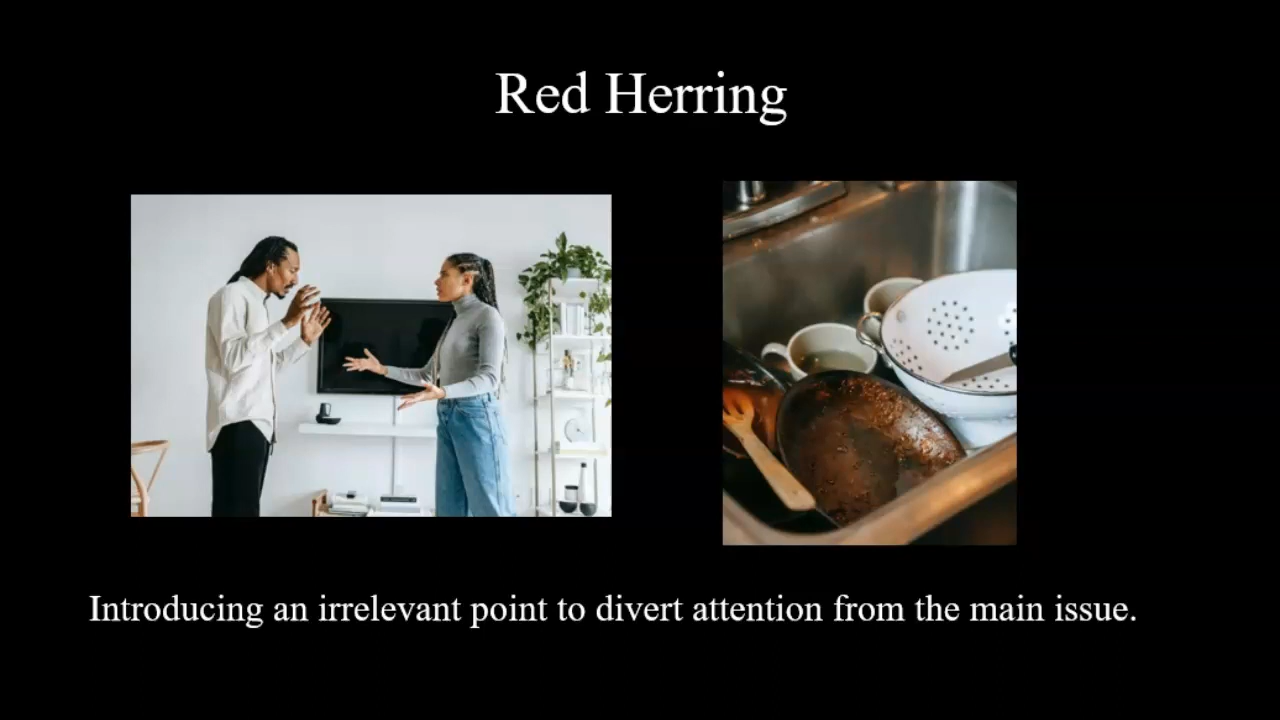 Red Herring
Introducing an irrelevant point to divert attention from the main issue.